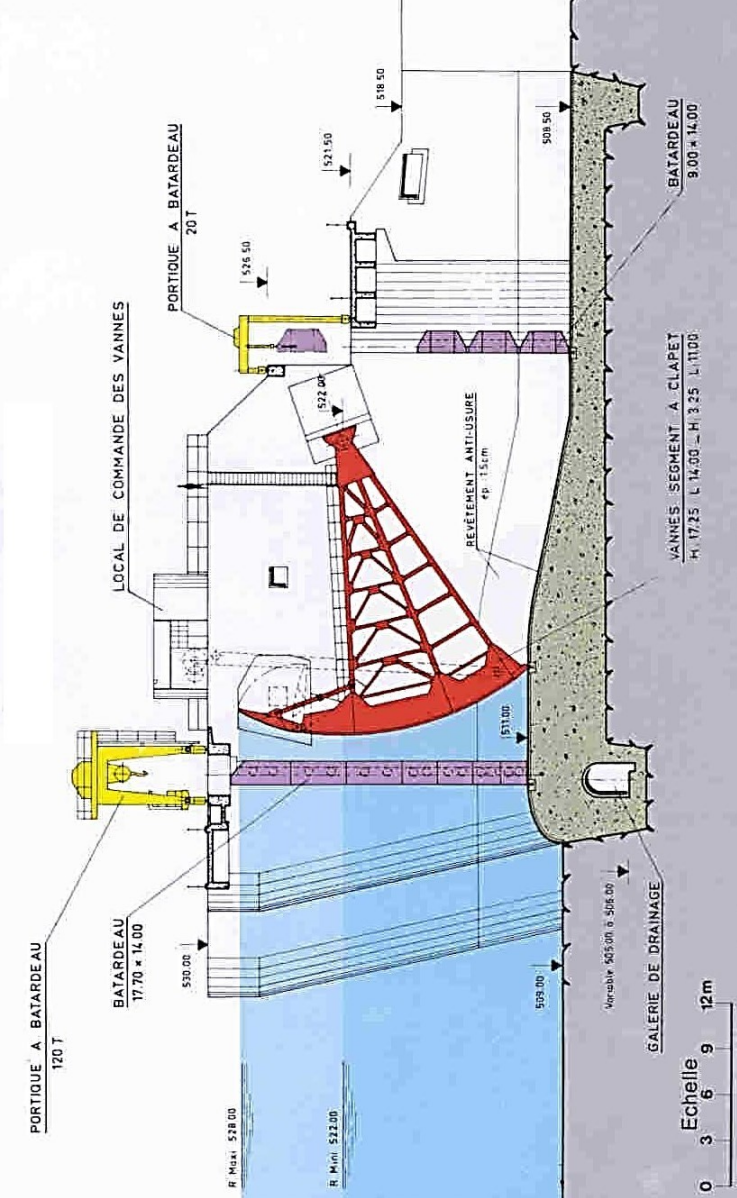 PORTIQUE A BATARDEAU
120 T
BATARDEAU
17.70 x 14.00
530.00
R. Maxi 528.00
R. Mini 522.00
LOCAL DE COMMANDE DES VANNES
PORTIQUE A BATARDEAU
20 T
526.50
521.50
518.50
508.50
522.00
BATARDEAU
9.00 x 14.00
REVÊTEMENT ANTI-USURE
ép. 1.5cm
VANNES SEGMENT A CLAPET
H. 17.25 L. 14.00 _ H. 3.25 L. 11.00
511.00
509.00
Variable 505.00 à 506.00
GALERIE DE DRAINAGE
Echelle
0 3 6 9 12m